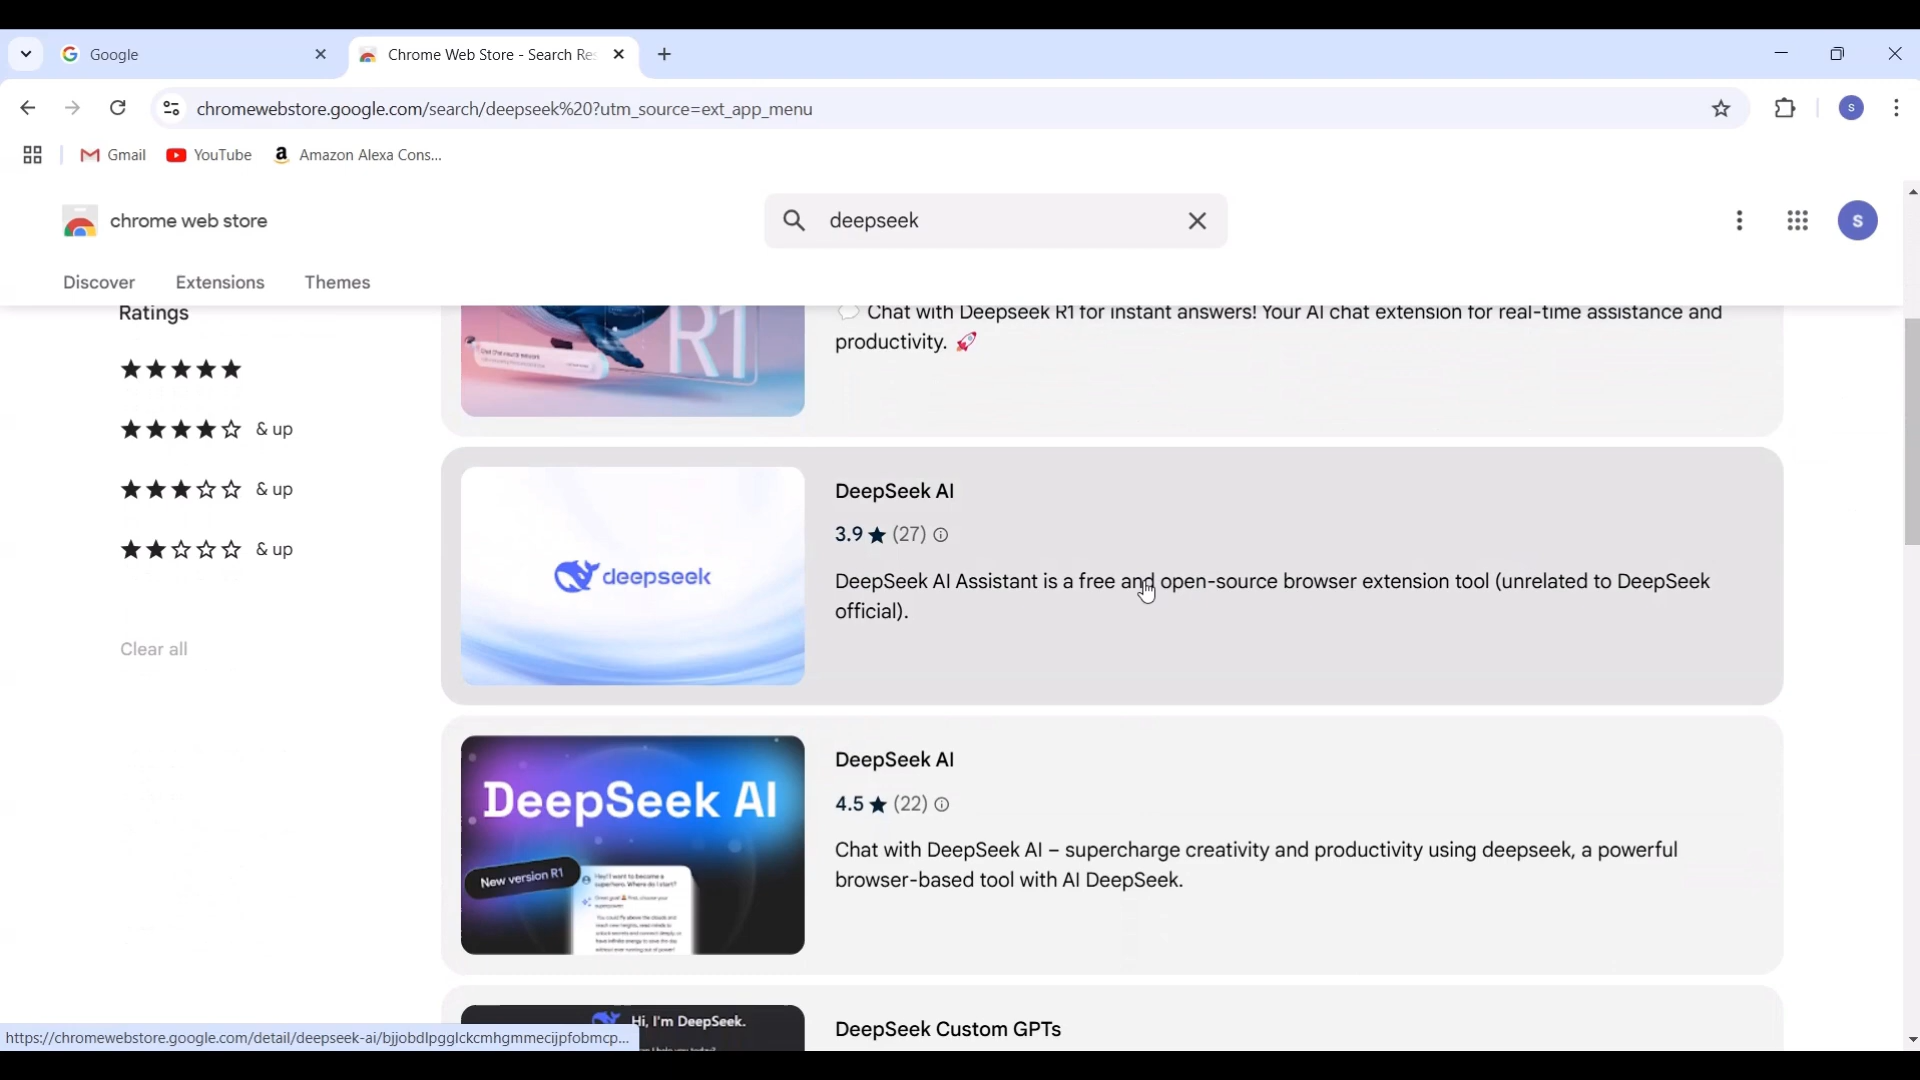 Google
Chrome Web Store - Search Res
chromewebstore.google.com/search/deepseek%20?utm_source=ext_app_menu
S
Gmail
YouTube
Amazon Alexa Cons...
chrome web store
deepseek
S
Discover
Extensions
Themes
Ratings
& up
& up
& up
Clear all
R1
Chat with Deepseek R1 for instant answers! Your AI chat extension for real-time assistance and
productivity. 🚀
deepseek
DeepSeek AI
3.9 ★ (27)
DeepSeek AI Assistant is a free and open-source browser extension tool (unrelated to DeepSeek
official).
DeepSeek AI
New version R1
DeepSeek AI
4.5 ★ (22)
Chat with DeepSeek AI – supercharge creativity and productivity using deepseek, a powerful
browser-based tool with AI DeepSeek.
Hi, I'm DeepSeek.
DeepSeek Custom GPTs
https://chromewebstore.google.com/detail/deepseek-ai/bjjobdlpgglckcmhgmmecijpfobmcp...